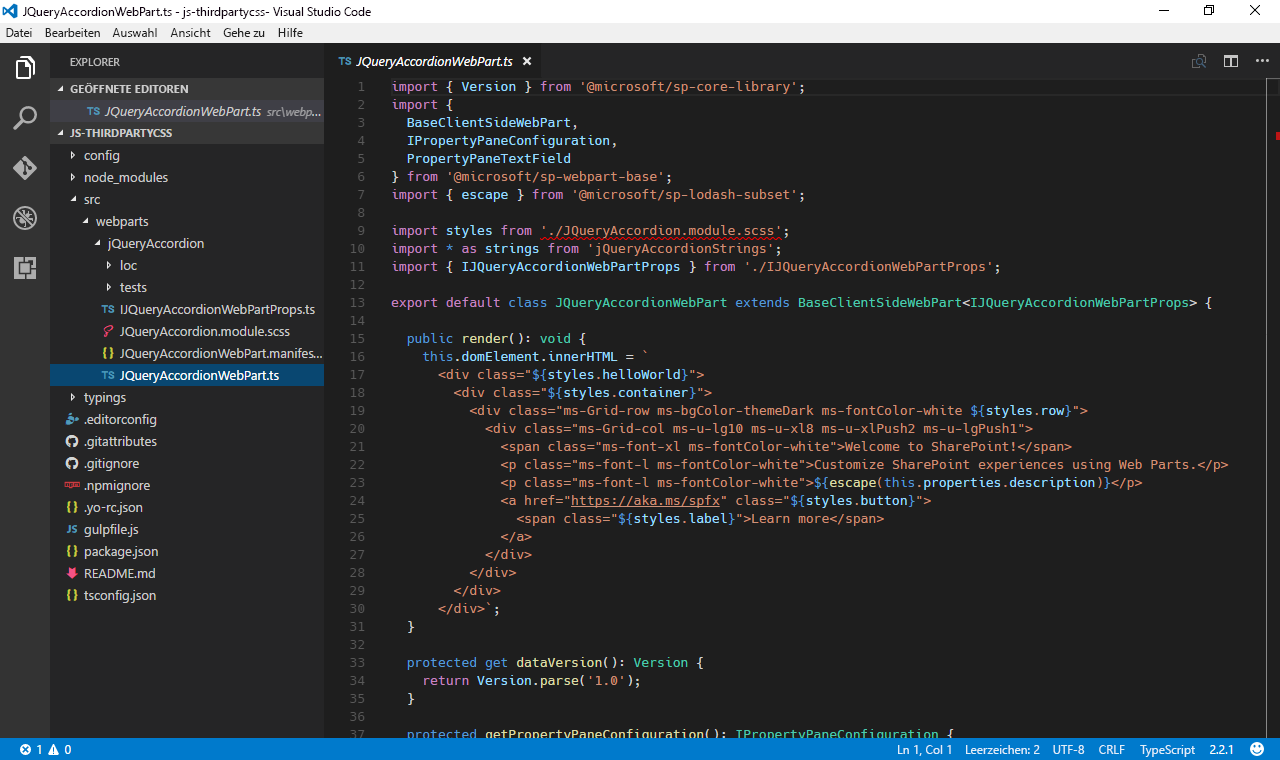 JQueryAccordionWebPart.ts - js-thirdpartycss- Visual Studio Code
Datei Bearbeiten Auswahl Ansicht Gehe zu Hilfe
EXPLORER
GEÖFFNETE EDITOREN
TS JQueryAccordionWebPart.ts src\webp...
JS-THIRDPARTYCSS
config
node_modules
src
webparts
jQueryAccordion
loc
tests
TS IJQueryAccordionWebPartProps.ts
JQueryAccordion.module.scss
{} JQueryAccordionWebPart.manifes...
TS JQueryAccordionWebPart.ts
typings
.editorconfig
.gitattributes
.gitignore
.npmignore
{} .yo-rc.json
JS gulpfile.js
{} package.json
README.md
{} tsconfig.json
TS JQueryAccordionWebPart.ts
1 import { Version } from '@microsoft/sp-core-library';
2 import {
3 BaseClientSideWebPart,
4 IPropertyPaneConfiguration,
5 PropertyPaneTextField
6 } from '@microsoft/sp-webpart-base';
7 import { escape } from '@microsoft/sp-lodash-subset';
8
9 import styles from './JQueryAccordion.module.scss';
10 import * as strings from 'jQueryAccordionStrings';
11 import { IJQueryAccordionWebPartProps } from './IJQueryAccordionWebPartProps';
12
13 export default class JQueryAccordionWebPart extends BaseClientSideWebPart<IJQueryAccordionWebPartProps> {
14
15 public render(): void {
16 this.domElement.innerHTML = `
17 <div class="${styles.helloWorld}">
18 <div class="${styles.container}">
19 <div class="ms-Grid-row ms-bgColor-themeDark ms-fontColor-white ${styles.row}">
20 <div class="ms-Grid-col ms-u-lg10 ms-u-xl8 ms-u-xlPush2 ms-u-lgPush1">
21 <span class="ms-font-xl ms-fontColor-white">Welcome to SharePoint!</span>
22 <p class="ms-font-l ms-fontColor-white">Customize SharePoint experiences using Web Parts.</p>
23 <p class="ms-font-l ms-fontColor-white">${escape(this.properties.description)}</p>
24 <a href="https://aka.ms/spfx" class="${styles.button}">
25 <span class="${styles.label}">Learn more</span>
26 </a>
27 </div>
28 </div>
29 </div>
30 </div>`;
31 }
32
33 protected get dataVersion(): Version {
34 return Version.parse('1.0');
35 }
36
37 protected getPropertyPaneConfiguration(): IPropertyPaneConfiguration {
1 0
Ln 1, Col 1 Leerzeichen: 2 UTF-8 CRLF TypeScript 2.2.1